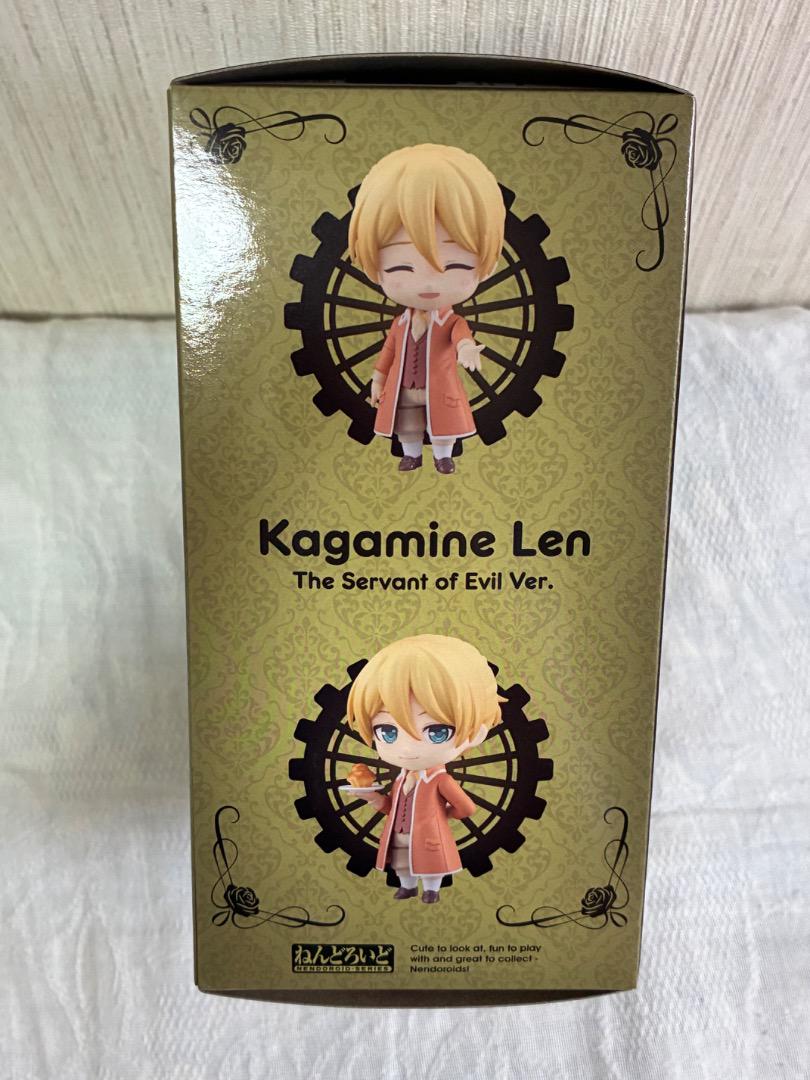 Kagamine Len
The Servant of Evil Ver.
ねんどろいど
NENDOROID SERIES
Cute to look at, fun to play
with and great to collect -
Nendoroids!